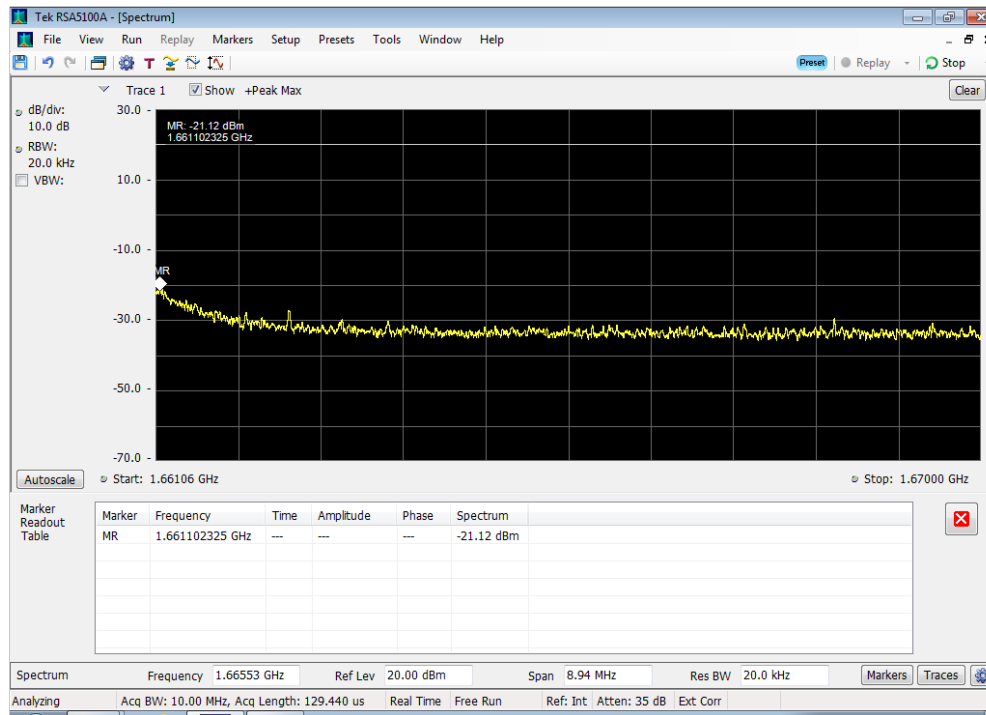 Tek RSA5100A - [Spectrum]
File View Run Replay Markers Setup Presets Tools Window Help
T Preset Replay Stop
Trace 1 Show +Peak Max Clear
dB/div:
10.0 dB
RBW:
20.0 kHz
VBW:
30.0
10.0
-10.0
-30.0
-50.0
-70.0
MR: -21.12 dBm
1.661102325 GHz
MR
Autoscale Start: 1.66106 GHz Stop: 1.67000 GHz
Marker
Readout
Table
Marker Frequency Time Amplitude Phase Spectrum
MR 1.661102325 GHz --- --- --- -21.12 dBm
Spectrum Frequency 1.66553 GHz Ref Lev 20.00 dBm Span 8.94 MHz Res BW 20.0 kHz Markers Traces
Analyzing Acq BW: 10.00 MHz, Acq Length: 129.440 us Real Time Free Run Ref: Int Atten: 35 dB Ext Corr